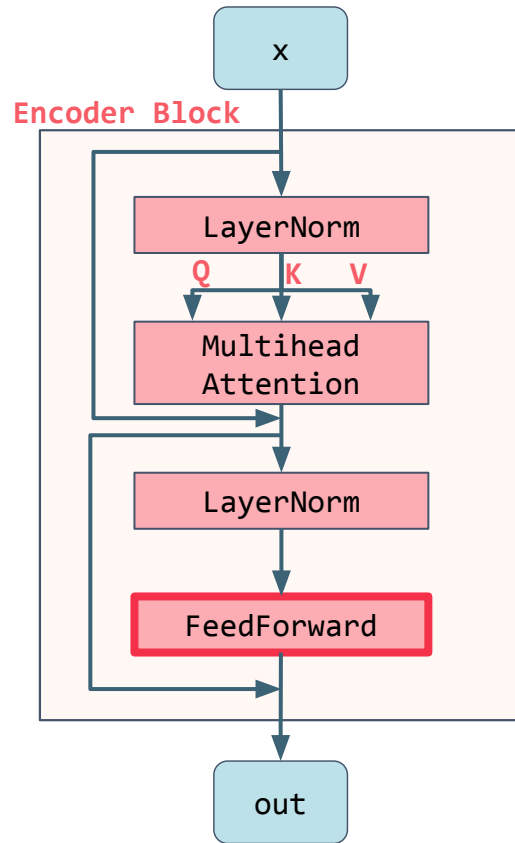 x
Encoder Block
LayerNorm
Q K V
Multihead
Attention
LayerNorm
FeedForward
out